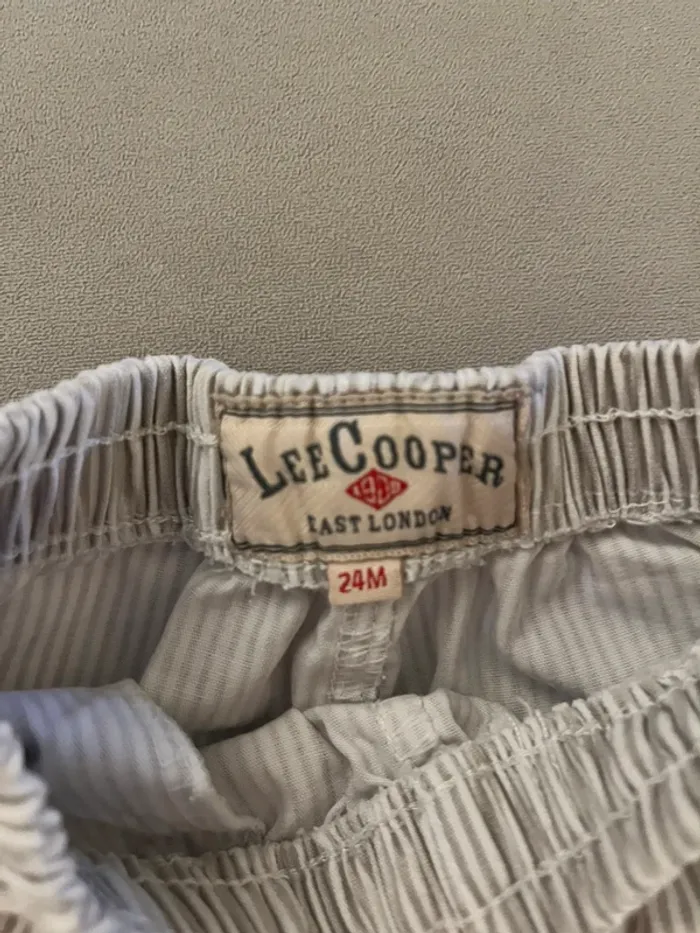 LEE COOPER
1908
EAST LONDON
24M